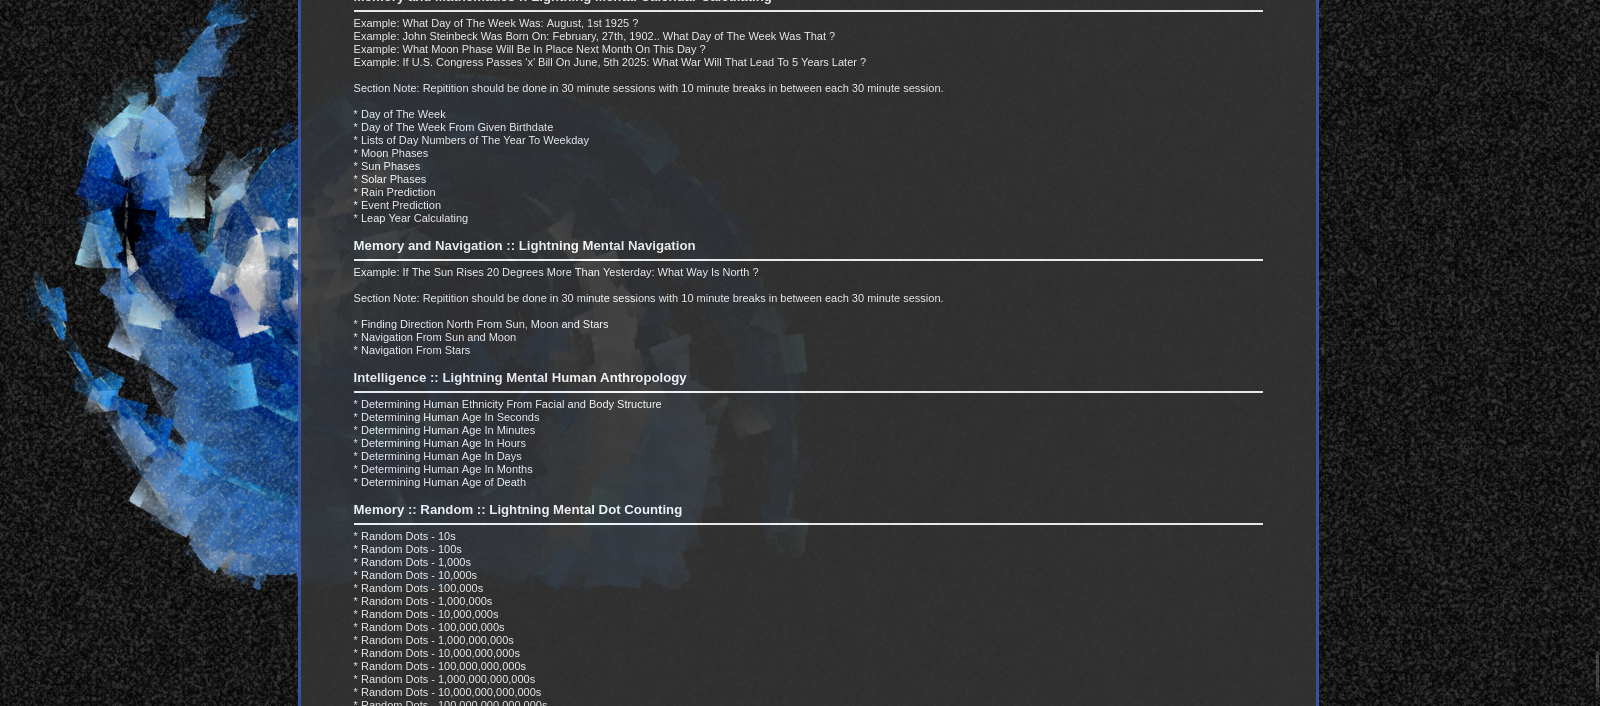 Memory and Mathematics :: Lightning Mental Calendar Calculating
Example: What Day of The Week Was: August, 1st 1925 ?
Example: John Steinbeck Was Born On: February, 27th, 1902.. What Day of The Week Was That ?
Example: What Moon Phase Will Be In Place Next Month On This Day ?
Example: If U.S. Congress Passes 'x' Bill On June, 5th 2025: What War Will That Lead To 5 Years Later ?
Section Note: Repitition should be done in 30 minute sessions with 10 minute breaks in between each 30 minute session.
* Day of The Week
* Day of The Week From Given Birthdate
* Lists of Day Numbers of The Year To Weekday
* Moon Phases
* Sun Phases
* Solar Phases
* Rain Prediction
* Event Prediction
* Leap Year Calculating
Memory and Navigation :: Lightning Mental Navigation
Example: If The Sun Rises 20 Degrees More Than Yesterday: What Way Is North ?
Section Note: Repitition should be done in 30 minute sessions with 10 minute breaks in between each 30 minute session.
* Finding Direction North From Sun, Moon and Stars
* Navigation From Sun and Moon
* Navigation From Stars
Intelligence :: Lightning Mental Human Anthropology
* Determining Human Ethnicity From Facial and Body Structure
* Determining Human Age In Seconds
* Determining Human Age In Minutes
* Determining Human Age In Hours
* Determining Human Age In Days
* Determining Human Age In Months
* Determining Human Age of Death
Memory :: Random :: Lightning Mental Dot Counting
* Random Dots - 10s
* Random Dots - 100s
* Random Dots - 1,000s
* Random Dots - 10,000s
* Random Dots - 100,000s
* Random Dots - 1,000,000s
* Random Dots - 10,000,000s
* Random Dots - 100,000,000s
* Random Dots - 1,000,000,000s
* Random Dots - 10,000,000,000s
* Random Dots - 100,000,000,000s
* Random Dots - 1,000,000,000,000s
* Random Dots - 10,000,000,000,000s
* Random Dots - 100,000,000,000,000s